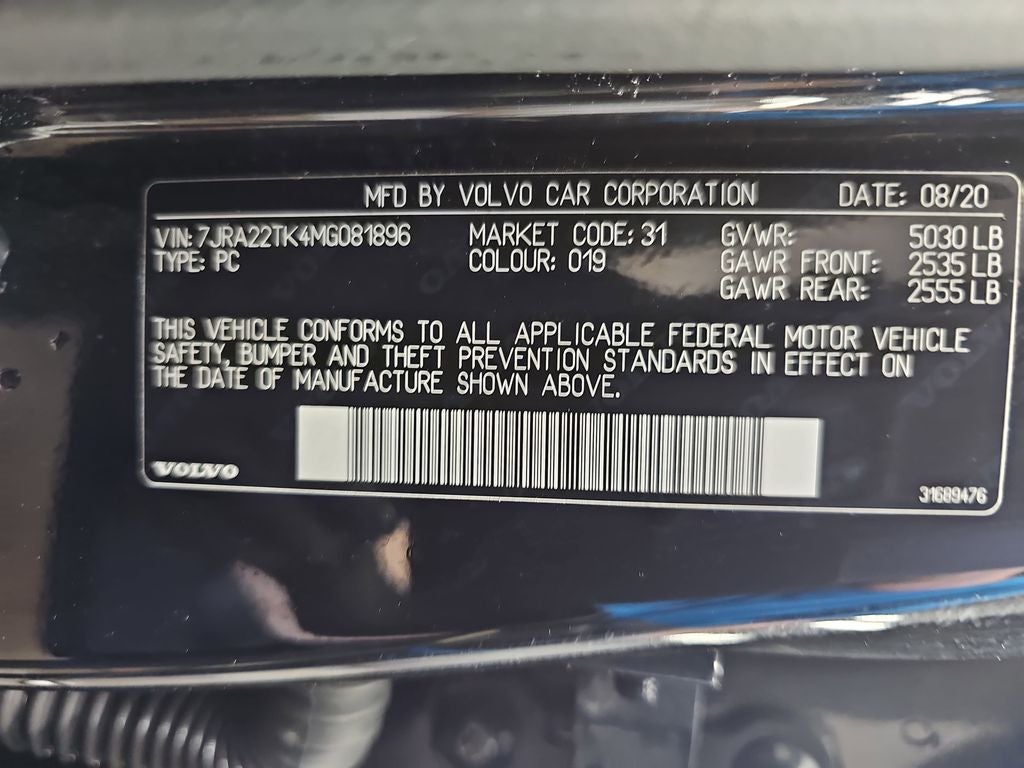 MFD BY VOLVO CAR CORPORATION DATE: 08/20
VIN: 7JRA22TK4MG081896 MARKET CODE: 31 GVWR: 5030 LB
TYPE: PC COLOUR: 019 GAWR FRONT: 2535 LB
GAWR REAR: 2555 LB
THIS VEHICLE CONFORMS TO ALL APPLICABLE FEDERAL MOTOR VEHICLE
SAFETY, BUMPER AND THEFT PREVENTION STANDARDS IN EFFECT ON
THE DATE OF MANUFACTURE SHOWN ABOVE.
VOLVO
31689476